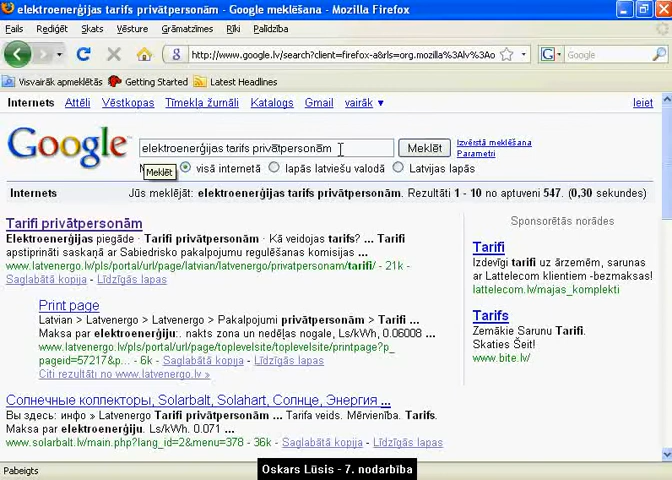 elektroenerģijas tarifs privātpersonām - Google meklēšana - Mozilla Firefox
Fails Rediģēt Skats Vēsture Grāmatzīmes Rīki Palīdzība
http://www.google.lv/search?client=firefox-a&rls=org.mozilla%3Alv%3Ao
Google
Visvairāk apmeklēt Getting Started Latest Headlines
Internets Attēli Vēstkopas Tīmekļa žurnāli Katalogs Gmail vairāk ▼ Ieiet
Google
elektroenerģijas tarifs privātpersonām
Meklēt
Izvērstā meklēšana
Parametri
Meklēt
visā internetā lapās latviešu valodā Latvijas lapās
Internets Jūs meklējāt: elektroenerģijas tarifs privātpersonām. Rezultāti 1 - 10 no aptuveni 547. (0,30 sekundes)
Tarifi privātpersonām
Elektroenerģijas piegāde · Tarifi privātpersonām · Kā veidojas tarifs? ... Tarifi
apstiprināti saskaņā ar Sabiedrisko pakalpojumu regulēšanas komisijas ...
www.latvenergo.lv/pls/portal/url/page/latvian/latvenergo/privatpersonam/tarifi/ - 21k -
Saglabātā kopija - Līdzīgās lapas
Print page
Latvian > Latvenergo > Latvenergo > Pakalpojumi privātpersonām > Tarifi ...
Maksa par elektroenerģiju:. nakts zona un nedēļas nogale, Ls/kWh, 0.06008 ...
www.latvenergo.lv/pls/portal/url/page/toplevelsite/toplevelsite/printpage?_p_
pageid=57217&p... - 6k - Saglabātā kopija - Līdzīgās lapas
Citi rezultāti no www.latvenergo.lv »
Солнечные коллекторы, Solarbalt, Solahart, Солнце, Энергия ...
Вы здесь: инфо » Latvenergo Tarifi privātpersonām ... Tarifa veids. Mērvienība. Tarifs.
Maksa par elektroenerģiju. Ls/kWh. 0.071 ...
www.solarbalt.lv/main.php?lang_id=2&menu=378 - 36k - Saglabātā kopija - Līdzīgās lapas
Sponsorētās norādes
Tarifi
Izdevīgi tarifi uz ārzemēm, sarunas
ar Lattelecom klientiem -bezmaksas!
lattelecom.lv/majas_komplekti
Tarifs
Zemākie Sarunu Tarifi.
Skaties Šeit!
www.bite.lv/
Pabeigts
Oskars Lūsis - 7. nodarbība